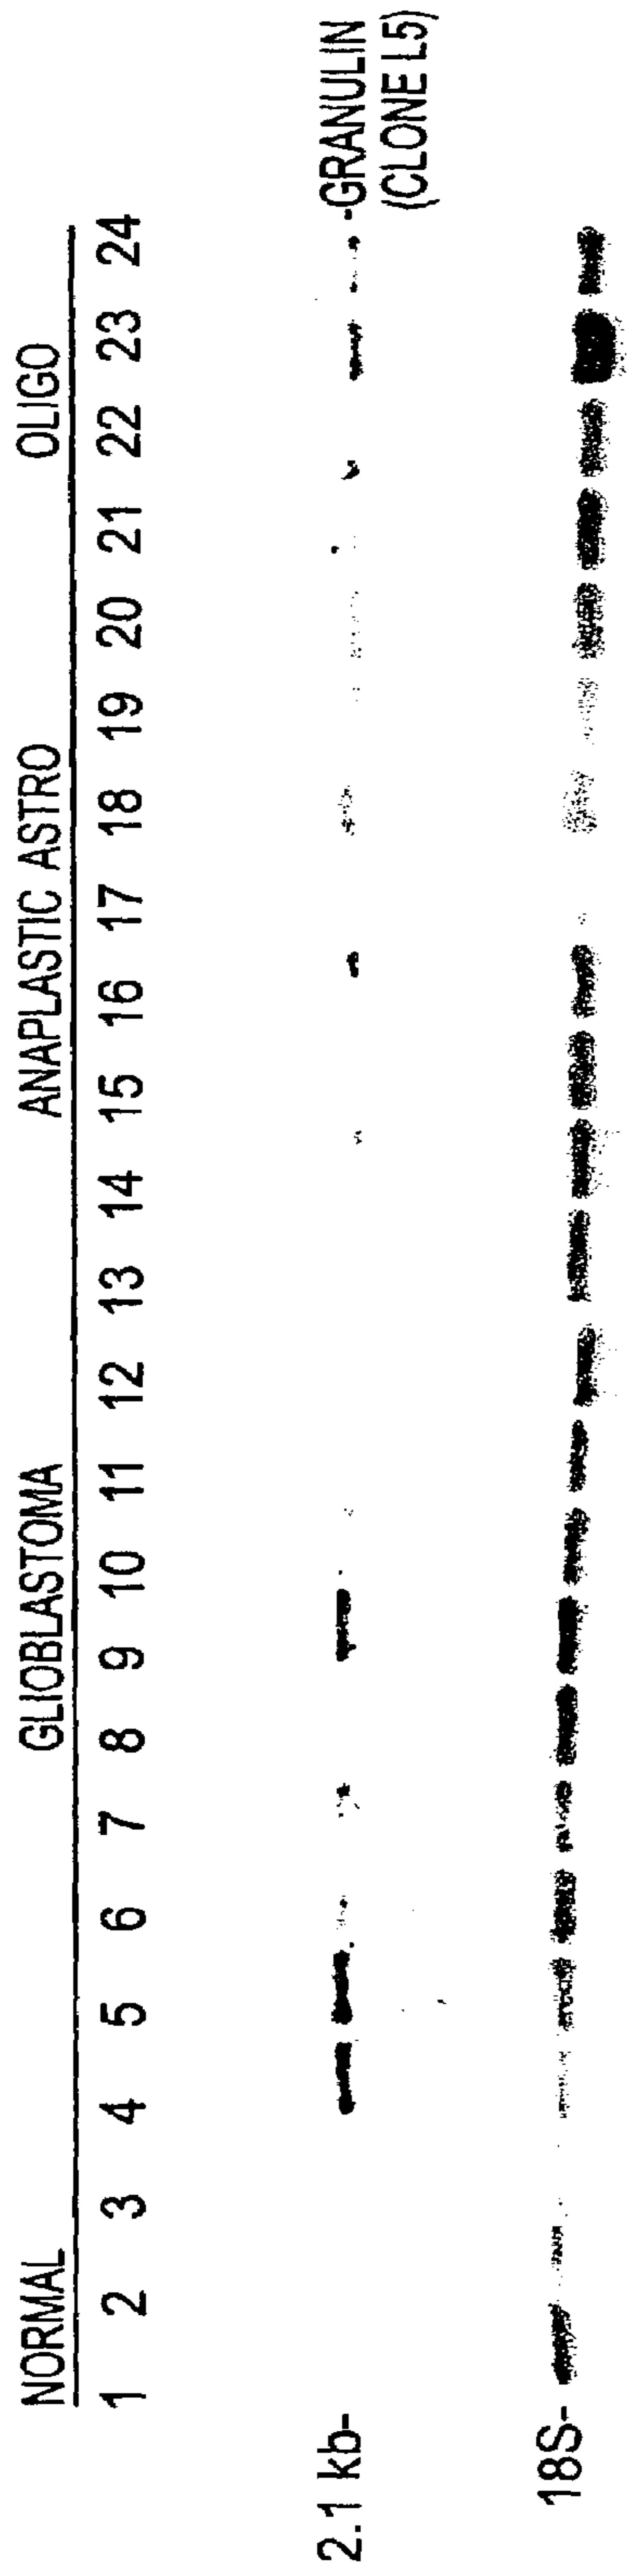 NORMAL GLIOBLASTOMA ANAPLASTIC ASTRO OLIGO
1 2 3 4 5 6 7 8 9 10 11 12 13 14 15 16 17 18 19 20 21 22 23 24
2.1 kb- -GRANULIN
(CLONE L5)
18S-